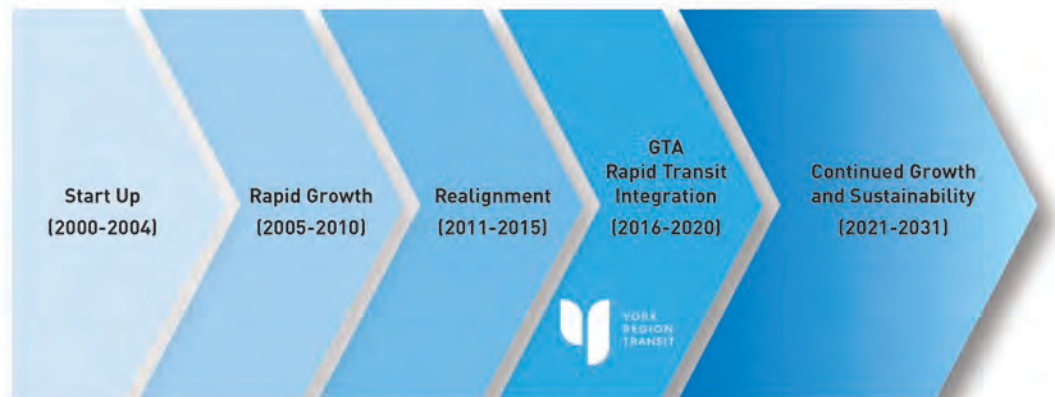 Start Up
(2000-2004)
Rapid Growth
(2005-2010)
Realignment
(2011-2015)
GTA
Rapid Transit
Integration
(2016-2020)
YORK
REGION
TRANSIT
Continued Growth
and Sustainability
(2021-2031)